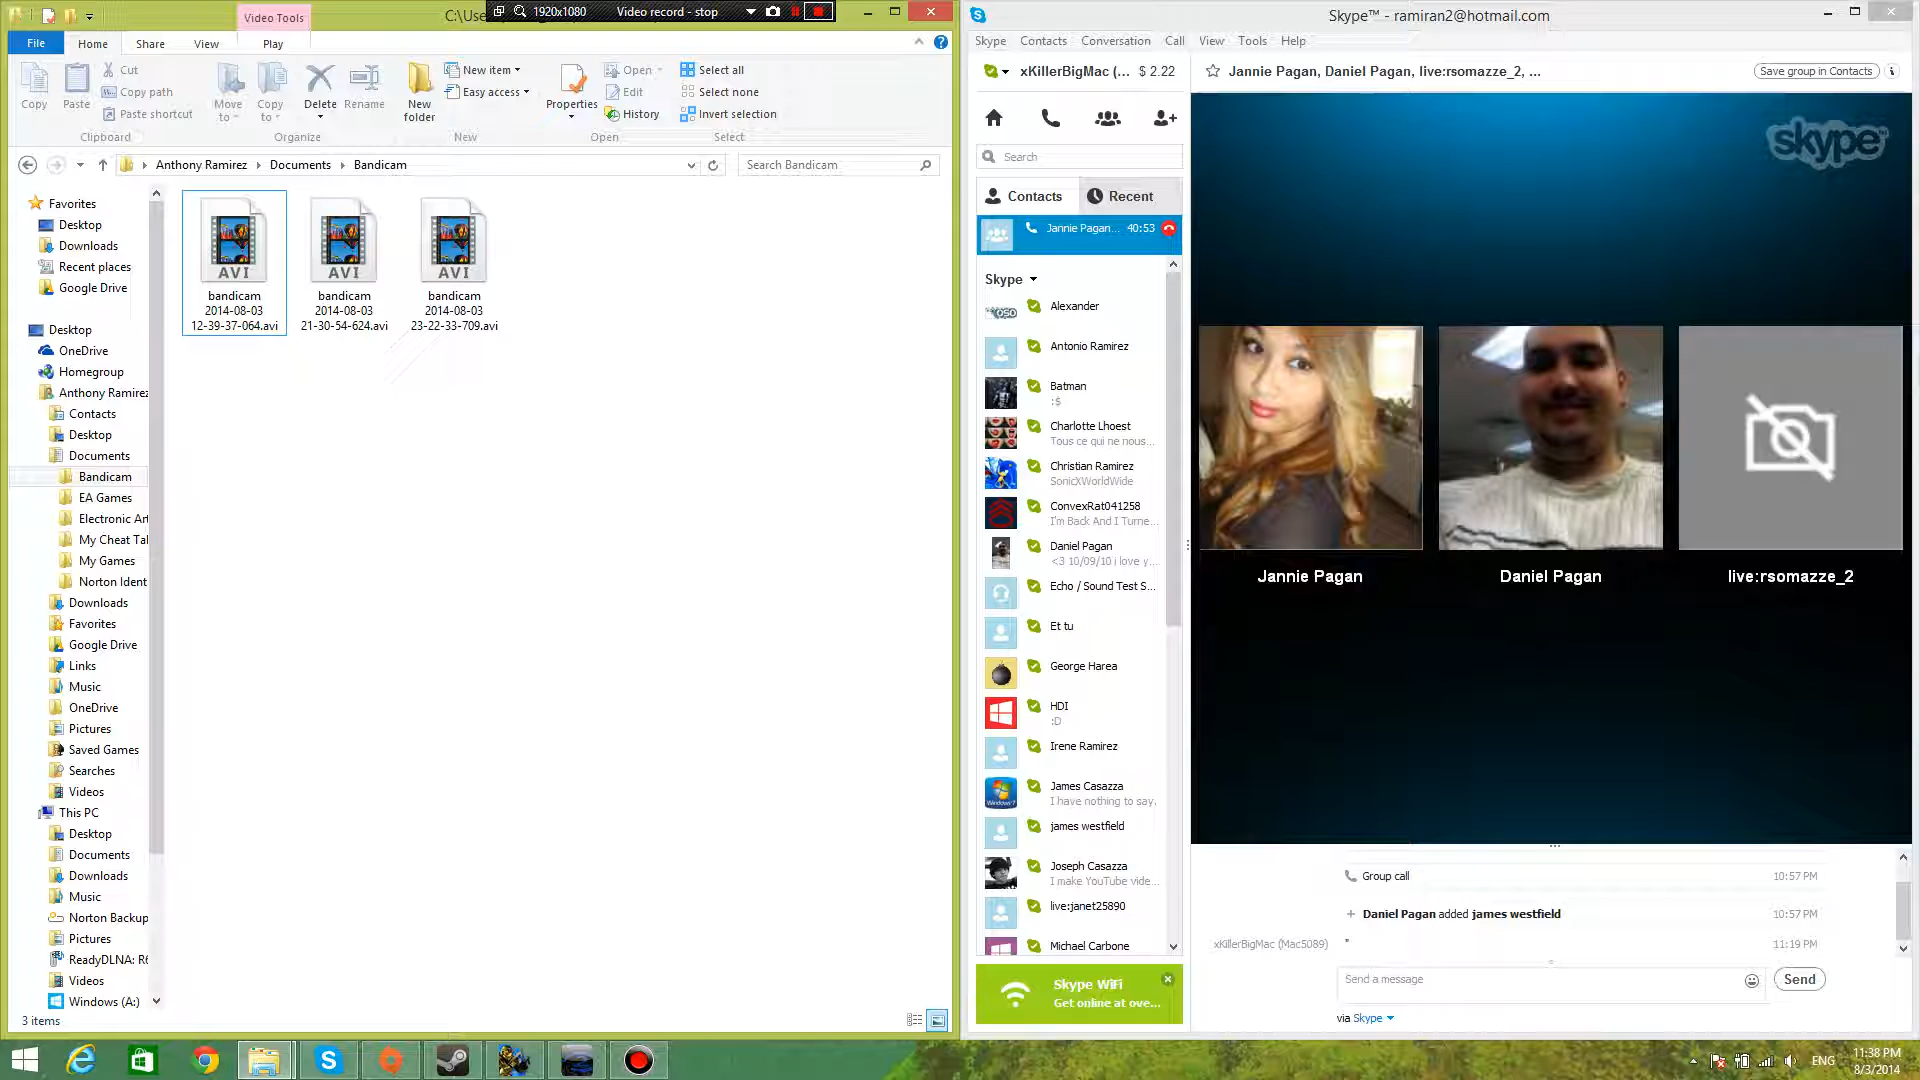 Video Tools
C:\Use
1920x1080
Video record - stop
File
Home
Share
View
Play
Copy
Paste
Cut
Copy path
Paste shortcut
Clipboard
Move to
Copy to
Delete
Rename
Organize
New folder
New item
Easy access
New
Properties
Open
Edit
History
Open
Select all
Select none
Invert selection
Select
Anthony Ramirez
Documents
Bandicam
Search Bandicam
Favorites
Desktop
Downloads
Recent places
Google Drive
Desktop
OneDrive
Homegroup
Anthony Ramirez
Contacts
Desktop
Documents
Bandicam
EA Games
Electronic Art
My Cheat Tal
My Games
Norton Ident
Downloads
Favorites
Google Drive
Links
Music
OneDrive
Pictures
Saved Games
Searches
Videos
This PC
Desktop
Documents
Downloads
Music
Norton Backup
Pictures
ReadyDLNA: R6
Videos
Windows (A:)
3 items
AVI
bandicam
2014-08-03
12-39-37-064.avi
AVI
bandicam
2014-08-03
21-30-54-624.avi
AVI
bandicam
2014-08-03
23-22-33-709.avi
Skype™ - ramiran2@hotmail.com
Skype
Contacts
Conversation
Call
View
Tools
Help
xKillerBigMac (...
$ 2.22
Search
Contacts
Recent
Jannie Pagan...
40:53
Skype
Alexander
Antonio Ramirez
Batman
:$
Charlotte Lhoest
Tous ce qui ne nous...
Christian Ramirez
SonicXWorldWide
ConvexRat041258
I'm Back And I Turne...
Daniel Pagan
<3 10/09/10 i love y...
Echo / Sound Test S...
Et tu
George Harea
HDI
:D
Irene Ramirez
James Casazza
I have nothing to say.
james westfield
Joseph Casazza
I make YouTube vide...
live:janet25890
Michael Carbone
Skype WiFi
Get online at ove...
Jannie Pagan, Daniel Pagan, live:rsomazze_2, ...
Save group in Contacts
skype™
Jannie Pagan
Daniel Pagan
live:rsomazze_2
Group call
10:57 PM
Daniel Pagan added james westfield
10:57 PM
xKillerBigMac (Mac5089)
"
11:19 PM
Send a message
Send
via Skype
ENG
11:38 PM
8/3/2014